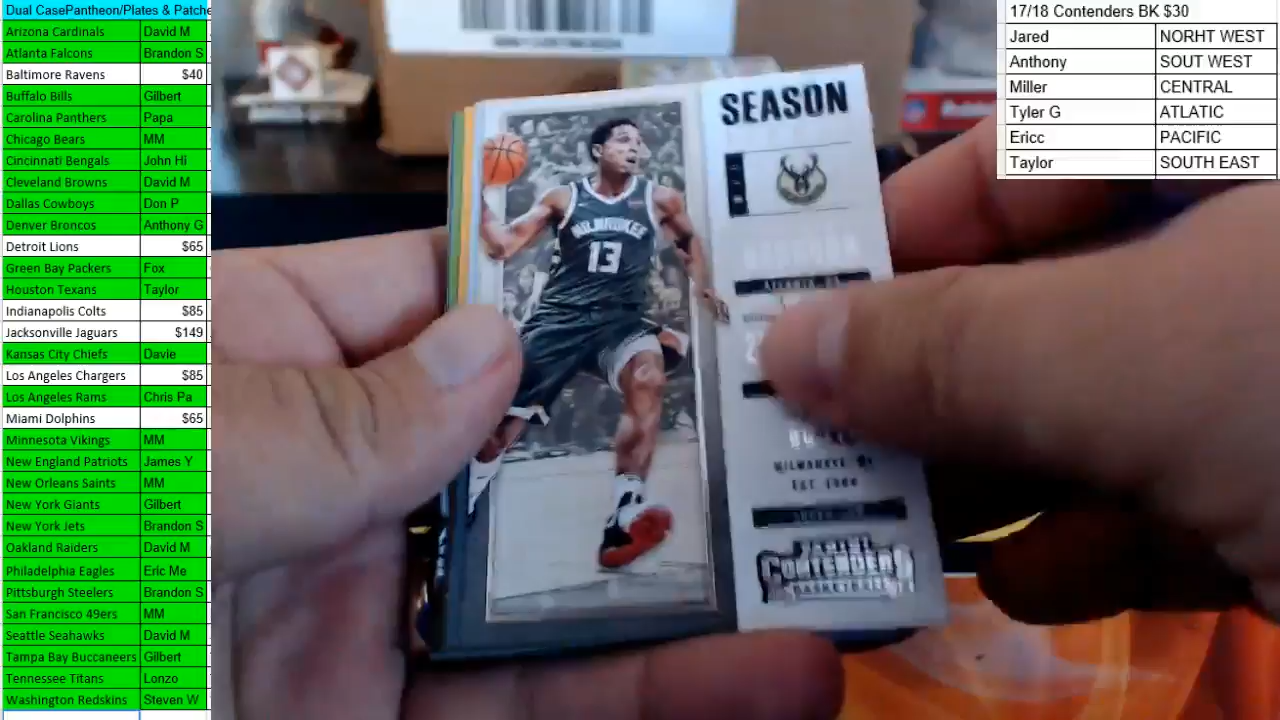 Dual CasePantheon/Plates & Patche
Arizona Cardinals David M
Atlanta Falcons Brandon S
Baltimore Ravens $40
Buffalo Bills Gilbert
Carolina Panthers Papa
Chicago Bears MM
Cincinnati Bengals John Hi
Cleveland Browns David M
Dallas Cowboys Don P
Denver Broncos Anthony G
Detroit Lions $65
Green Bay Packers Fox
Houston Texans Taylor
Indianapolis Colts $85
Jacksonville Jaguars $149
Kansas City Chiefs Davie
Los Angeles Chargers $85
Los Angeles Rams Chris Pa
Miami Dolphins $65
Minnesota Vikings MM
New England Patriots James Y
New Orleans Saints MM
New York Giants Gilbert
New York Jets Brandon S
Oakland Raiders David M
Philadelphia Eagles Eric Me
Pittsburgh Steelers Brandon S
San Francisco 49ers MM
Seattle Seahawks David M
Tampa Bay Buccaneers Gilbert
Tennessee Titans Lonzo
Washington Redskins Steven W
SEASON
MILWAUKEE
13
MILWAUKEE WI
EST 1968
PANINI
CONTENDERS
BASKETBALL
17/18 Contenders BK $30
Jared NORHT WEST
Anthony SOUT WEST
Miller CENTRAL
Tyler G ATLATIC
Ericc PACIFIC
Taylor SOUTH EAST